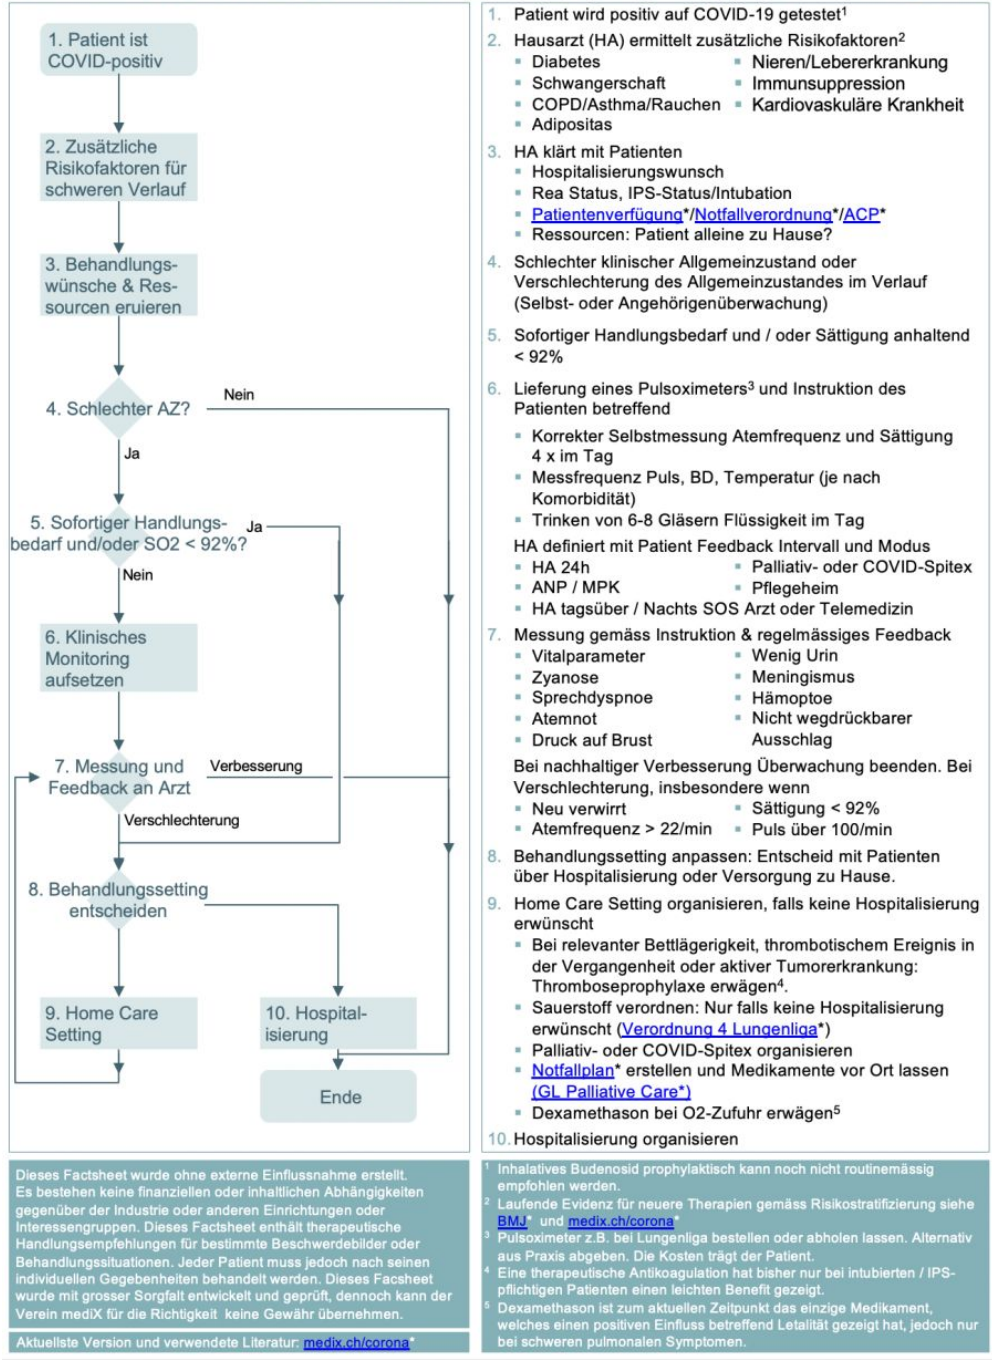 1. Patient ist
COVID-positiv
2. Zusätzliche
Risikofaktoren für
schweren Verlauf
3. Behandlungs-
wünsche & Res-
sourcen eruieren
4. Schlechter AZ?
Nein
Ja
5. Sofortiger Handlungs-
bedarf und/oder SO2 < 92%?
Ja
Nein
6. Klinisches
Monitoring
aufsetzen
7. Messung und
Feedback an Arzt
Verbesserung
Verschlechterung
8. Behandlungssetting
entscheiden
9. Home Care
Setting
10. Hospital-
isierung
Ende
1. Patient wird positiv auf COVID-19 getestet¹
2. Hausarzt (HA) ermittelt zusätzliche Risikofaktoren²
▪ Diabetes ▪ Nieren/Lebererkrankung
▪ Schwangerschaft ▪ Immunsuppression
▪ COPD/Asthma/Rauchen ▪ Kardiovaskuläre Krankheit
▪ Adipositas
3. HA klärt mit Patienten
▪ Hospitalisierungswunsch
▪ Rea Status, IPS-Status/Intubation
▪ Patientenverfügung*/Notfallverordnung*/ACP*
▪ Ressourcen: Patient alleine zu Hause?
4. Schlechter klinischer Allgemeinzustand oder
Verschlechterung des Allgemeinzustandes im Verlauf
(Selbst- oder Angehörigenüberwachung)
5. Sofortiger Handlungsbedarf und / oder Sättigung anhaltend
< 92%
6. Lieferung eines Pulsoximeters³ und Instruktion des
Patienten betreffend
▪ Korrekter Selbstmessung Atemfrequenz und Sättigung
4 x im Tag
▪ Messfrequenz Puls, BD, Temperatur (je nach
Komorbidität)
▪ Trinken von 6-8 Gläsern Flüssigkeit im Tag
HA definiert mit Patient Feedback Intervall und Modus
▪ HA 24h ▪ Palliativ- oder COVID-Spitex
▪ ANP / MPK ▪ Pflegeheim
▪ HA tagsüber / Nachts SOS Arzt oder Telemedizin
7. Messung gemäss Instruktion & regelmässiges Feedback
▪ Vitalparameter ▪ Wenig Urin
▪ Zyanose ▪ Meningismus
▪ Sprechdyspnoe ▪ Hämoptoe
▪ Atemnot ▪ Nicht wegdrückbarer
▪ Druck auf Brust Ausschlag
Bei nachhaltiger Verbesserung Überwachung beenden. Bei
Verschlechterung, insbesondere wenn
▪ Neu verwirrt ▪ Sättigung < 92%
▪ Atemfrequenz > 22/min ▪ Puls über 100/min
8. Behandlungssetting anpassen: Entscheid mit Patienten
über Hospitalisierung oder Versorgung zu Hause.
9. Home Care Setting organisieren, falls keine Hospitalisierung
erwünscht
▪ Bei relevanter Bettlägerigkeit, thrombotischem Ereignis in
der Vergangenheit oder aktiver Tumorerkrankung:
Thromboseprophylaxe erwägen⁴.
▪ Sauerstoff verordnen: Nur falls keine Hospitalisierung
erwünscht (Verordnung 4 Lungenliga*)
▪ Palliativ- oder COVID-Spitex organisieren
▪ Notfallplan* erstellen und Medikamente vor Ort lassen
(GL Palliative Care*)
▪ Dexamethason bei O2-Zufuhr erwägen⁵
10. Hospitalisierung organisieren
Dieses Factsheet wurde ohne externe Einflussnahme erstellt.
Es bestehen keine finanziellen oder inhaltlichen Abhängigkeiten
gegenüber der Industrie oder anderen Einrichtungen oder
Interessengruppen. Dieses Factsheet enthält therapeutische
Handlungsempfehlungen für bestimmte Beschwerdebilder oder
Behandlungssituationen. Jeder Patient muss jedoch nach seinen
individuellen Gegebenheiten behandelt werden. Dieses Facsheet
wurde mit grosser Sorgfalt entwickelt und geprüft, dennoch kann der
Verein mediX für die Richtigkeit keine Gewähr übernehmen.
Aktuellste Version und verwendete Literatur: medix.ch/corona*
¹ Inhalatives Budenosid prophylaktisch kann noch nicht routinemässig
empfohlen werden.
² Laufende Evidenz für neuere Therapien gemäss Risikostratifizierung siehe
BMJ* und medix.ch/corona*
³ Pulsoximeter z.B. bei Lungenliga bestellen oder abholen lassen. Alternativ
aus Praxis abgeben. Die Kosten trägt der Patient.
⁴ Eine therapeutische Antikoagulation hat bisher nur bei intubierten / IPS-
pflichtigen Patienten einen leichten Benefit gezeigt.
⁵ Dexamethason ist zum aktuellen Zeitpunkt das einzige Medikament,
welches einen positiven Einfluss betreffend Letalität gezeigt hat, jedoch nur
bei schweren pulmonalen Symptomen.